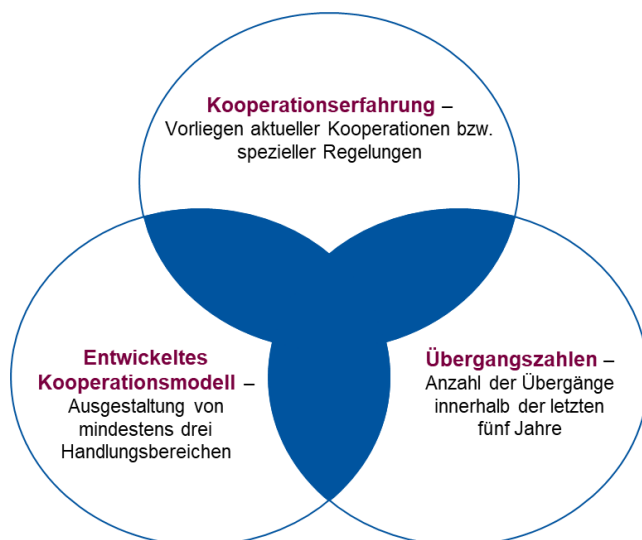 Kooperationserfahrung –
Vorliegen aktueller Kooperationen bzw.
spezieller Regelungen
Entwickeltes
Kooperationsmodell –
Ausgestaltung von
mindestens drei
Handlungsbereichen
Übergangszahlen –
Anzahl der Übergänge
innerhalb der letzten
fünf Jahre